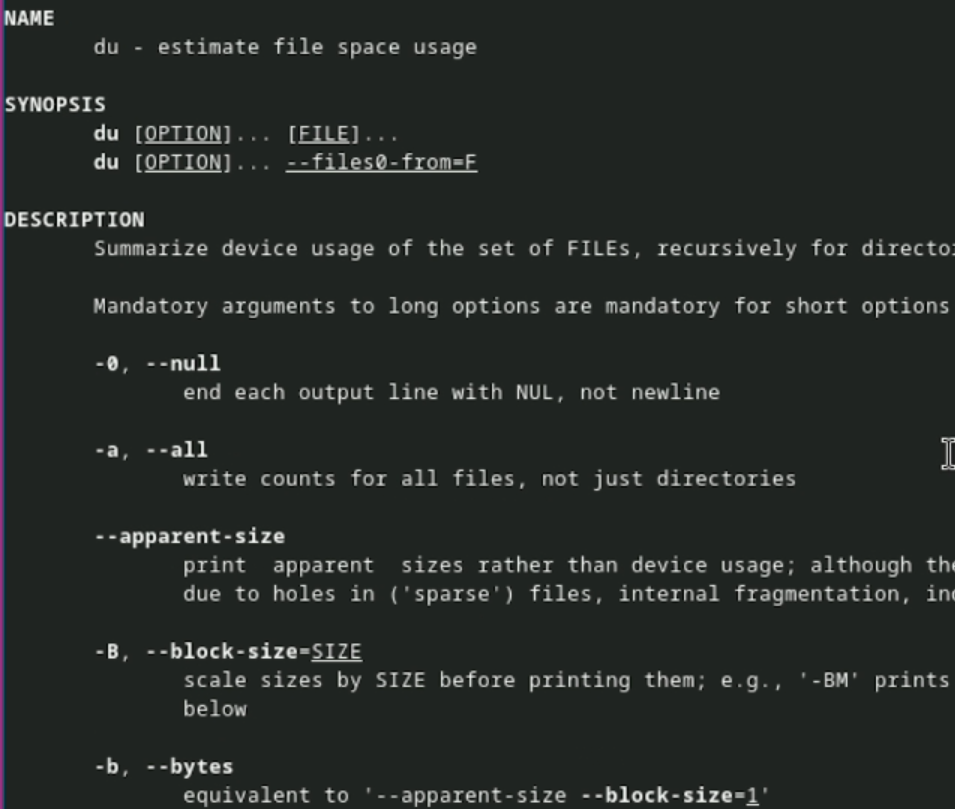 NAME
du - estimate file space usage
SYNOPSIS
du [OPTION]... [FILE]...
du [OPTION]... --files0-from=F
DESCRIPTION
Summarize device usage of the set of FILEs, recursively for
Mandatory arguments to long options are mandatory for short options
-0, --null
end each output line with NUL, not newline
-a, --all
write counts for all files, not just directories
--apparent-size
print  apparent  sizes rather than device usage; although
due to holes in ('sparse') files, internal fragmentation,
-B, --block-size=SIZE
scale sizes by SIZE before printing them; e.g., '-BM' prints
below
-b, --bytes
equivalent to '--apparent-size --block-size=1'